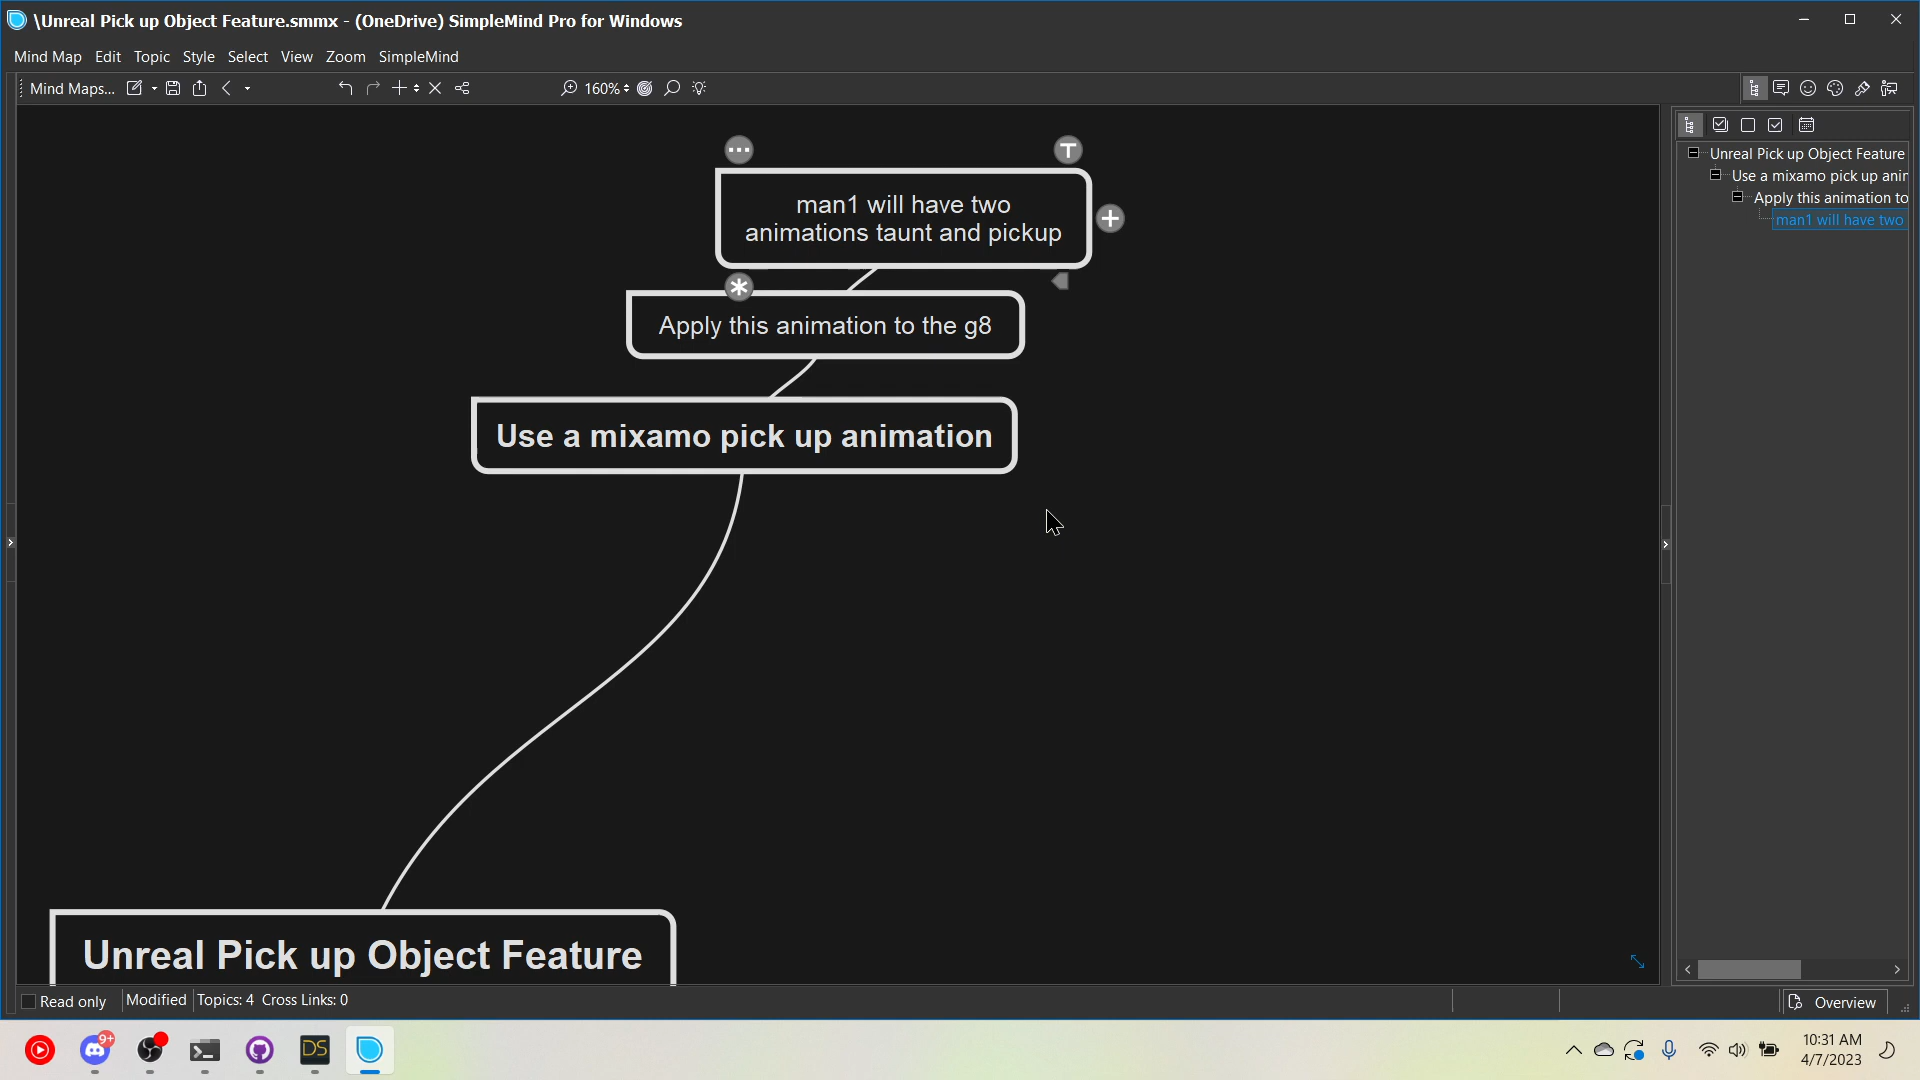 \Unreal Pick up Object Feature.smmx - (OneDrive) SimpleMind Pro for Windows
Mind Map Edit Topic Style Select View Zoom SimpleMind
Mind Maps... 160%
man1 will have two
animations taunt and pickup
Apply this animation to the g8
Use a mixamo pick up animation
Unreal Pick up Object Feature
Unreal Pick up Object Feature
Use a mixamo pick up anir
Apply this animation to
man1 will have two
Read only Modified Topics: 4 Cross Links: 0
Overview
9+
DS
10:31 AM
4/7/2023